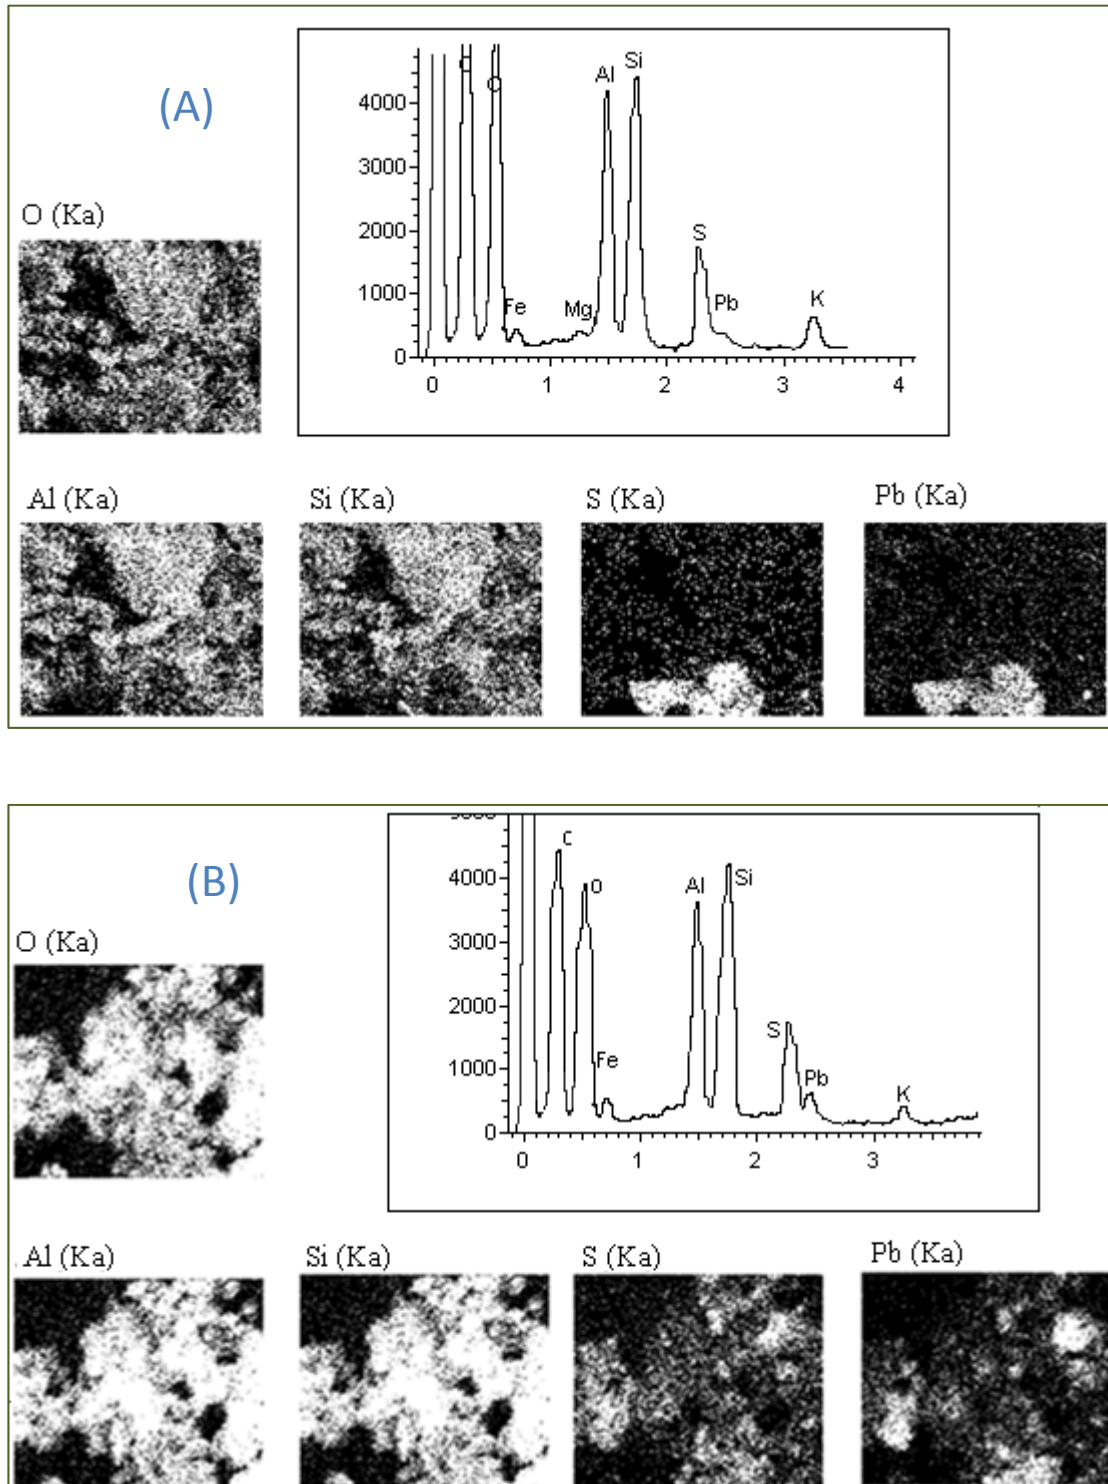 (A)
O (Ka)
C
O
Al
Si
4000
3000
2000
S
1000
Fe
Mg
Pb
K
0
0 1 2 3 4
Al (Ka)
Si (Ka)
S (Ka)
Pb (Ka)
(B)
O (Ka)
C
4000
O
Al
Si
3000
2000
S
1000
Fe
Pb
K
0
0 1 2 3
Al (Ka)
Si (Ka)
S (Ka)
Pb (Ka)